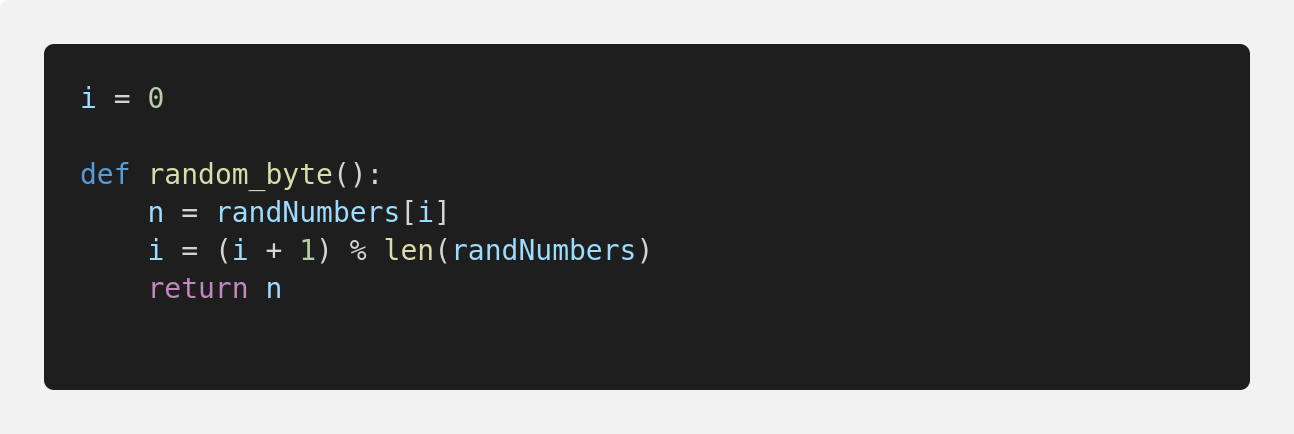 i = 0
def random_byte():
    n = randNumbers[i]
    i = (i + 1) % len(randNumbers)
    return n